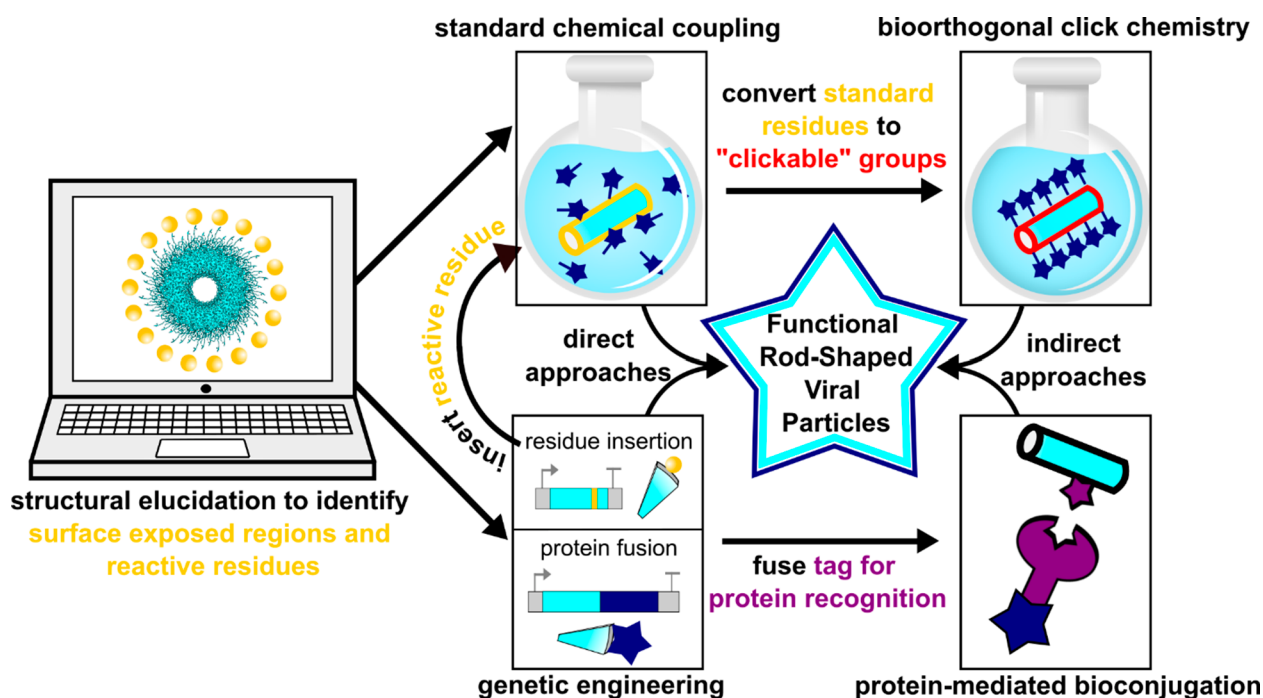 standard chemical coupling
bioorthogonal click chemistry
convert standard
residues to
"clickable" groups
insert reactive residue
direct
approaches
Functional
Rod-Shaped
Viral
Particles
indirect
approaches
structural elucidation to identify
surface exposed regions and
reactive residues
residue insertion
protein fusion
fuse tag for
protein recognition
genetic engineering
protein-mediated bioconjugation